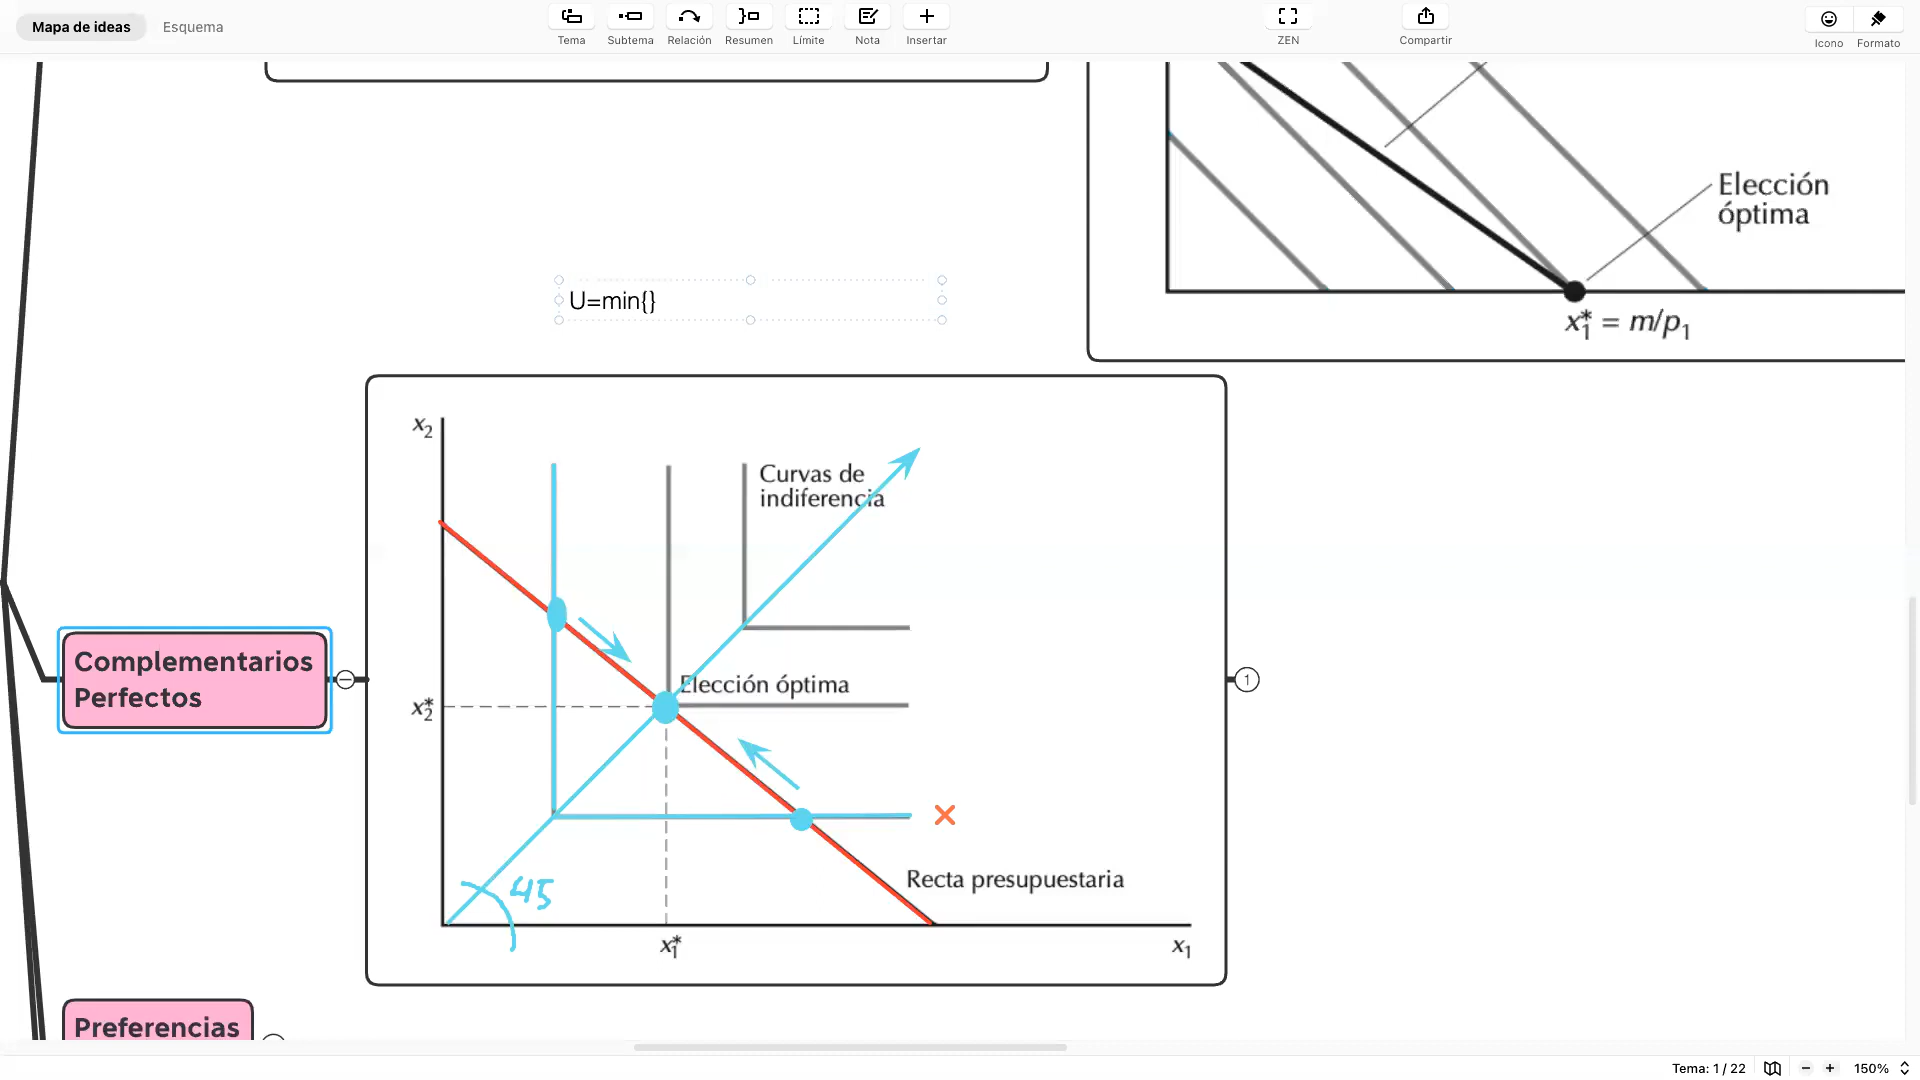 Mapa de ideas
Esquema
Tema
Subtema
Relación
Resumen
Límite
Nota
Insertar
ZEN
Compartir
Icono
Formato
Elección
óptima
x₁* = m/p₁
U=min{}
x₂
Curvas de
indiferencia
Elección óptima
x₂*
Complementarios
Perfectos
1
45
Recta presupuestaria
x₁*
x₁
Preferencias
Tema: 1 / 22
150%